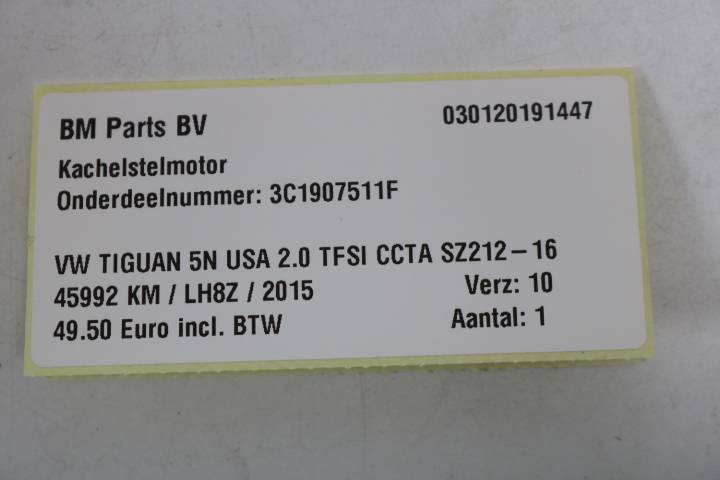 BM Parts BV 030120191447
Kachelstelmotor
Onderdeelnummer: 3C1907511F
VW TIGUAN 5N USA 2.0 TFSI CCTA SZ212-16
45992 KM / LH8Z / 2015 Verz: 10
49.50 Euro incl. BTW Aantal: 1